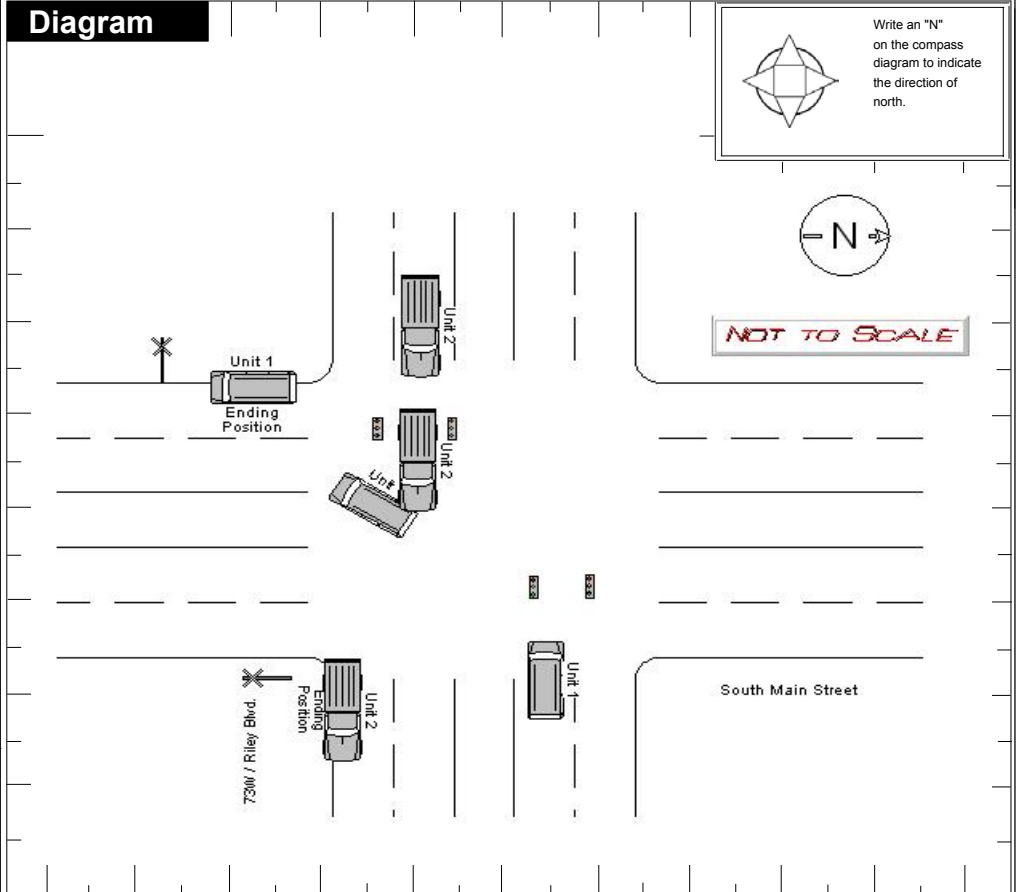 Diagram
Write an "N"
on the compass
diagram to indicate
the direction of
north.
N
NOT TO SCALE
Unit 2
Unit 1
Ending
Position
Unit 2
Unit
Unit 1
South Main Street
Unit 2
Ending
Position
73W / Riley Blvd.